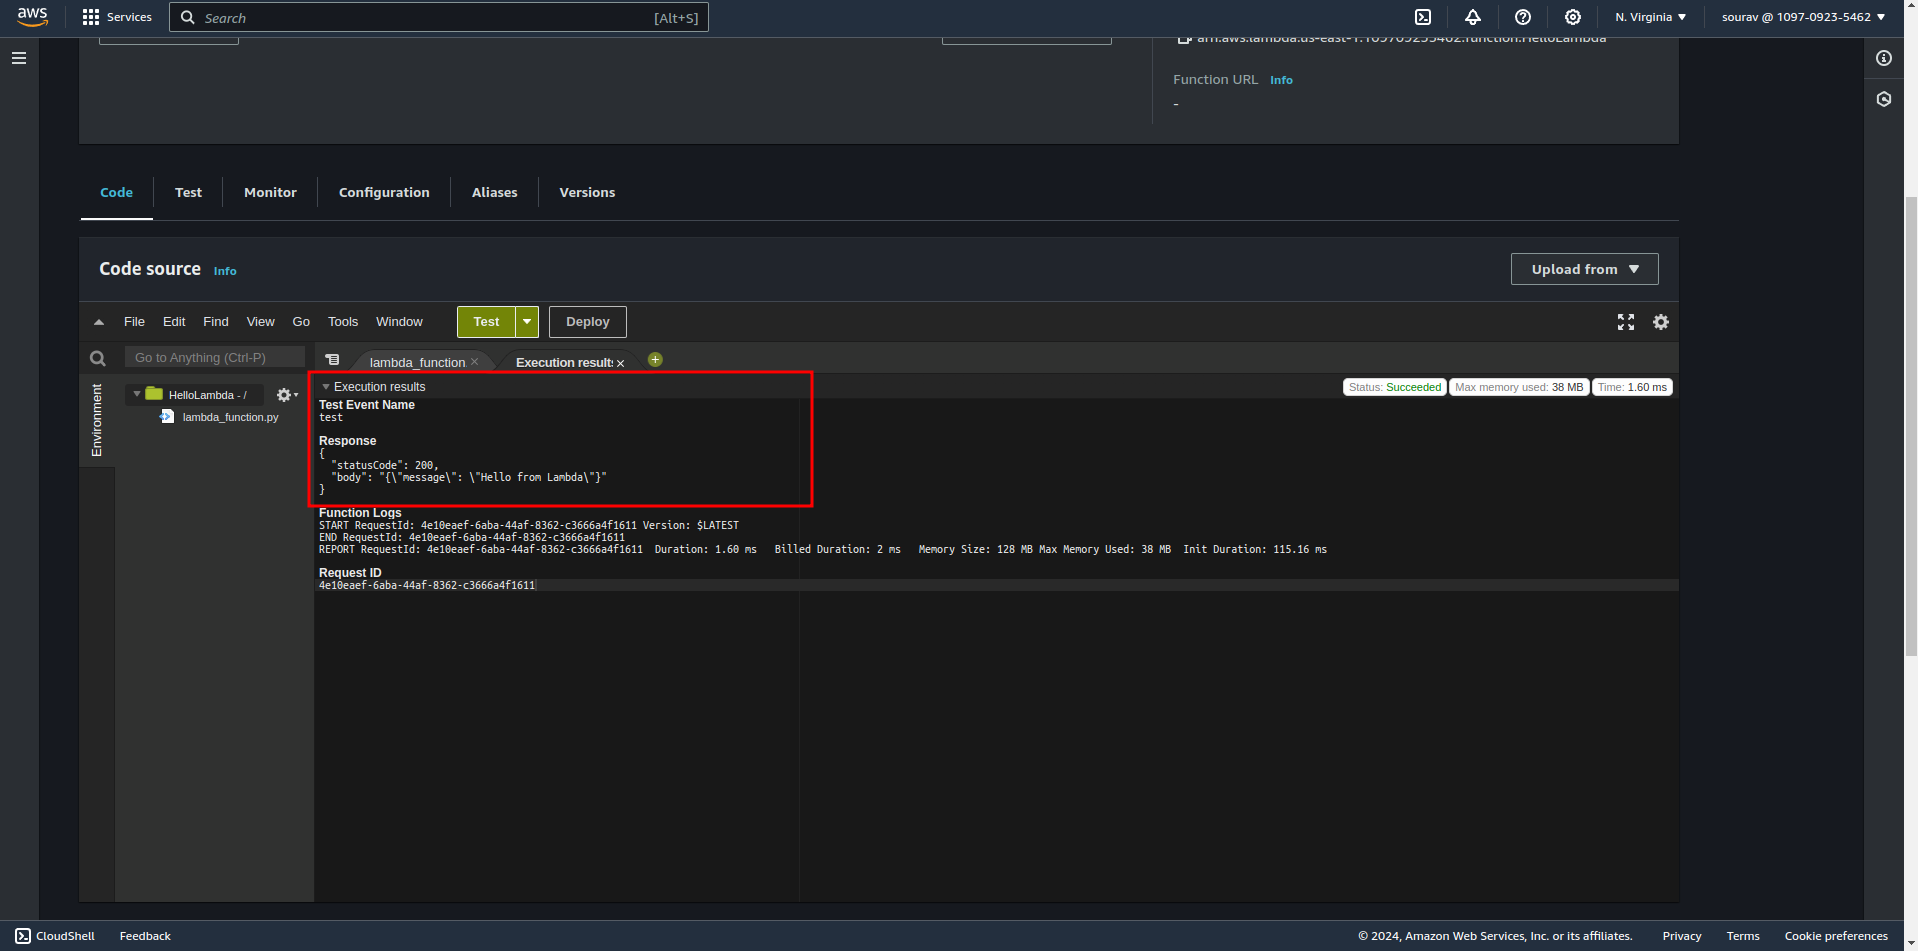 aws
Services
Search
[Alt+S]
N. Virginia
sourav @ 1097-0923-5462
arn:aws:lambda:us-east-1:109709235462:function:HelloLambda
Function URL Info
-
Code
Test
Monitor
Configuration
Aliases
Versions
Code source Info
Upload from
File Edit Find View Go Tools Window
Test
Deploy
Go to Anything (Ctrl-P)
lambda_function
Execution results
Environment
HelloLambda - /
lambda_function.py
Execution results
Status: Succeeded
Max memory used: 38 MB
Time: 1.60 ms
Test Event Name
test
Response
{
"statusCode": 200,
"body": "{\"message\": \"Hello from Lambda\"}"
}
Function Logs
START RequestId: 4e10eaef-6aba-44af-8362-c3666a4f1611 Version: $LATEST
END RequestId: 4e10eaef-6aba-44af-8362-c3666a4f1611
REPORT RequestId: 4e10eaef-6aba-44af-8362-c3666a4f1611 Duration: 1.60 ms Billed Duration: 2 ms Memory Size: 128 MB Max Memory Used: 38 MB Init Duration: 115.16 ms
Request ID
4e10eaef-6aba-44af-8362-c3666a4f1611
CloudShell
Feedback
© 2024, Amazon Web Services, Inc. or its affiliates.
Privacy
Terms
Cookie preferences